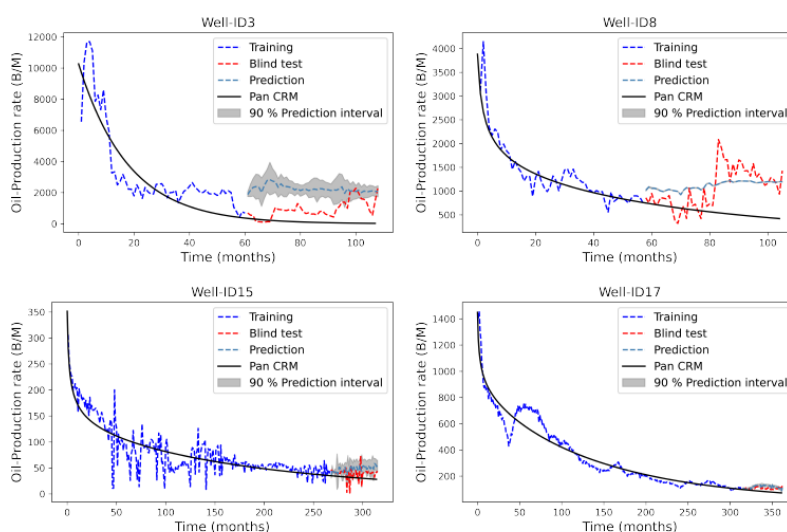 Well-ID3
Oil-Production rate (B/M)
12000
10000
8000
6000
4000
2000
0
Training
Blind test
Prediction
Pan CRM
90 % Prediction interval
0 20 40 60 80 100
Time (months)
Well-ID8
Oil-Production rate (B/M)
4000
3500
3000
2500
2000
1500
1000
500
Training
Blind test
Prediction
Pan CRM
90 % Prediction interval
0 20 40 60 80 100
Time (months)
Well-ID15
Oil-Production rate (B/M)
350
300
250
200
150
100
50
0
Training
Blind test
Prediction
Pan CRM
90 % Prediction interval
0 50 100 150 200 250 300
Time (months)
Well-ID17
Oil-Production rate (B/M)
1400
1200
1000
800
600
400
200
Training
Blind test
Prediction
Pan CRM
90 % Prediction interval
0 50 100 150 200 250 300 350
Time (months)